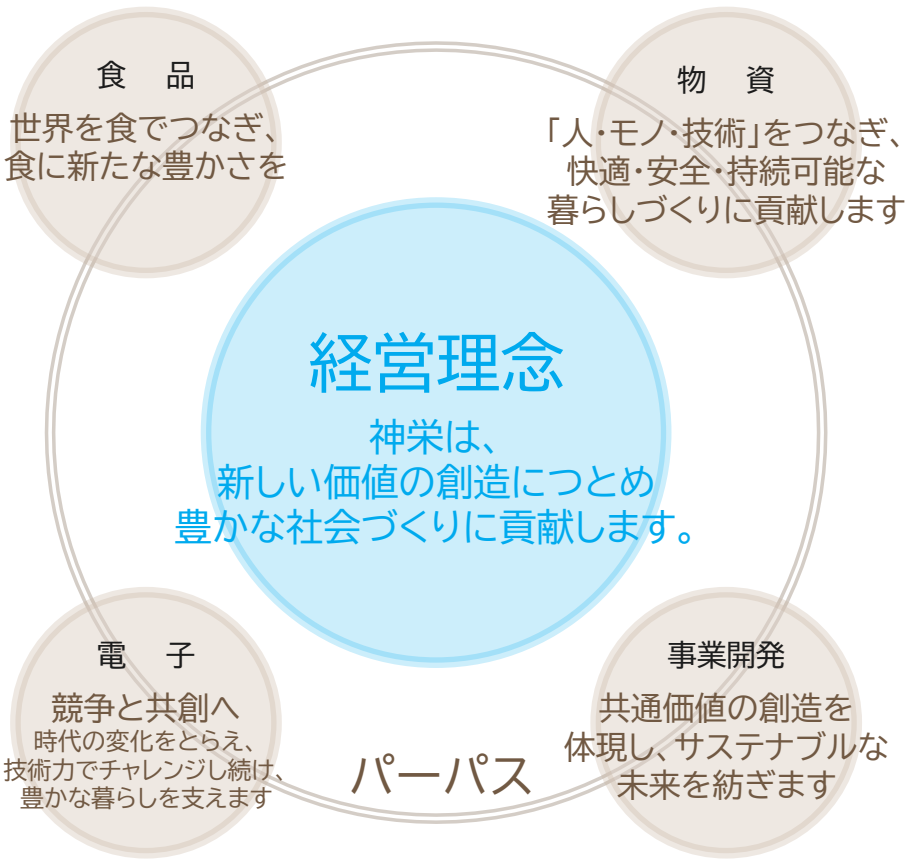 食 品
世界を食でつなぎ、
食に新たな豊かさを
物 資
「人・モノ・技術」をつなぎ、
快適・安全・持続可能な
暮らしづくりに貢献します
経営理念
神栄は、
新しい価値の創造につとめ
豊かな社会づくりに貢献します。
電 子
競争と共創へ
時代の変化をとらえ、
技術力でチャレンジし続け、
豊かな暮らしを支えます
パーパス
事業開発
共通価値の創造を
体現し、サステナブルな
未来を紡ぎます